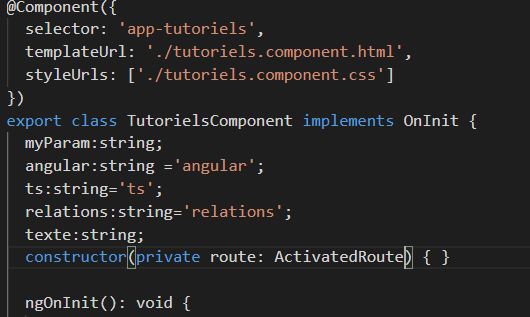 @Component({
selector: 'app-tutoriels',
templateUrl: './tutoriels.component.html',
styleUrls: ['./tutoriels.component.css']
})
export class TutorielsComponent implements OnInit {
myParam:string;
angular:string ='angular';
ts:string='ts';
relations:string='relations';
texte:string;
constructor(private route: ActivatedRoute) { }
ngOnInit(): void {